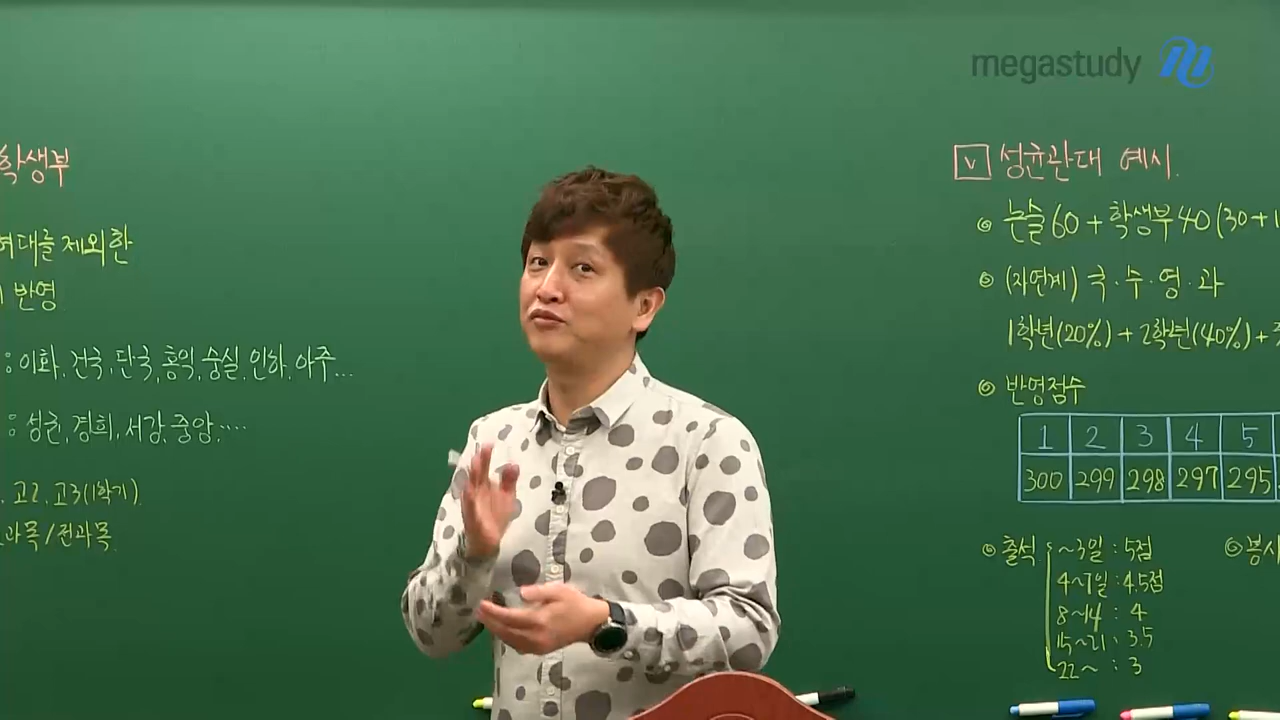 megastudy
학생부
여대를 제외한
반영
: 이화, 건국, 단국, 홍익, 숭실, 인하, 아주...
: 성균, 경희, 서강, 중앙, ....
, 고2, 고3(1학기)
과목/전과목
V 성균관대 예시.
◎ 논술 60 + 학생부 40 (30+1
◎ (자연계) 국·수·영·과
1학년(20%) + 2학년(40%) +
◎ 반영점수
1 2 3 4 5
300 299 298 297 295
◎ 출석 ~3일 : 5점
4~7일 : 4.5점
8~14 : 4
15~21 : 3.5
22~ : 3
◎ 봉사